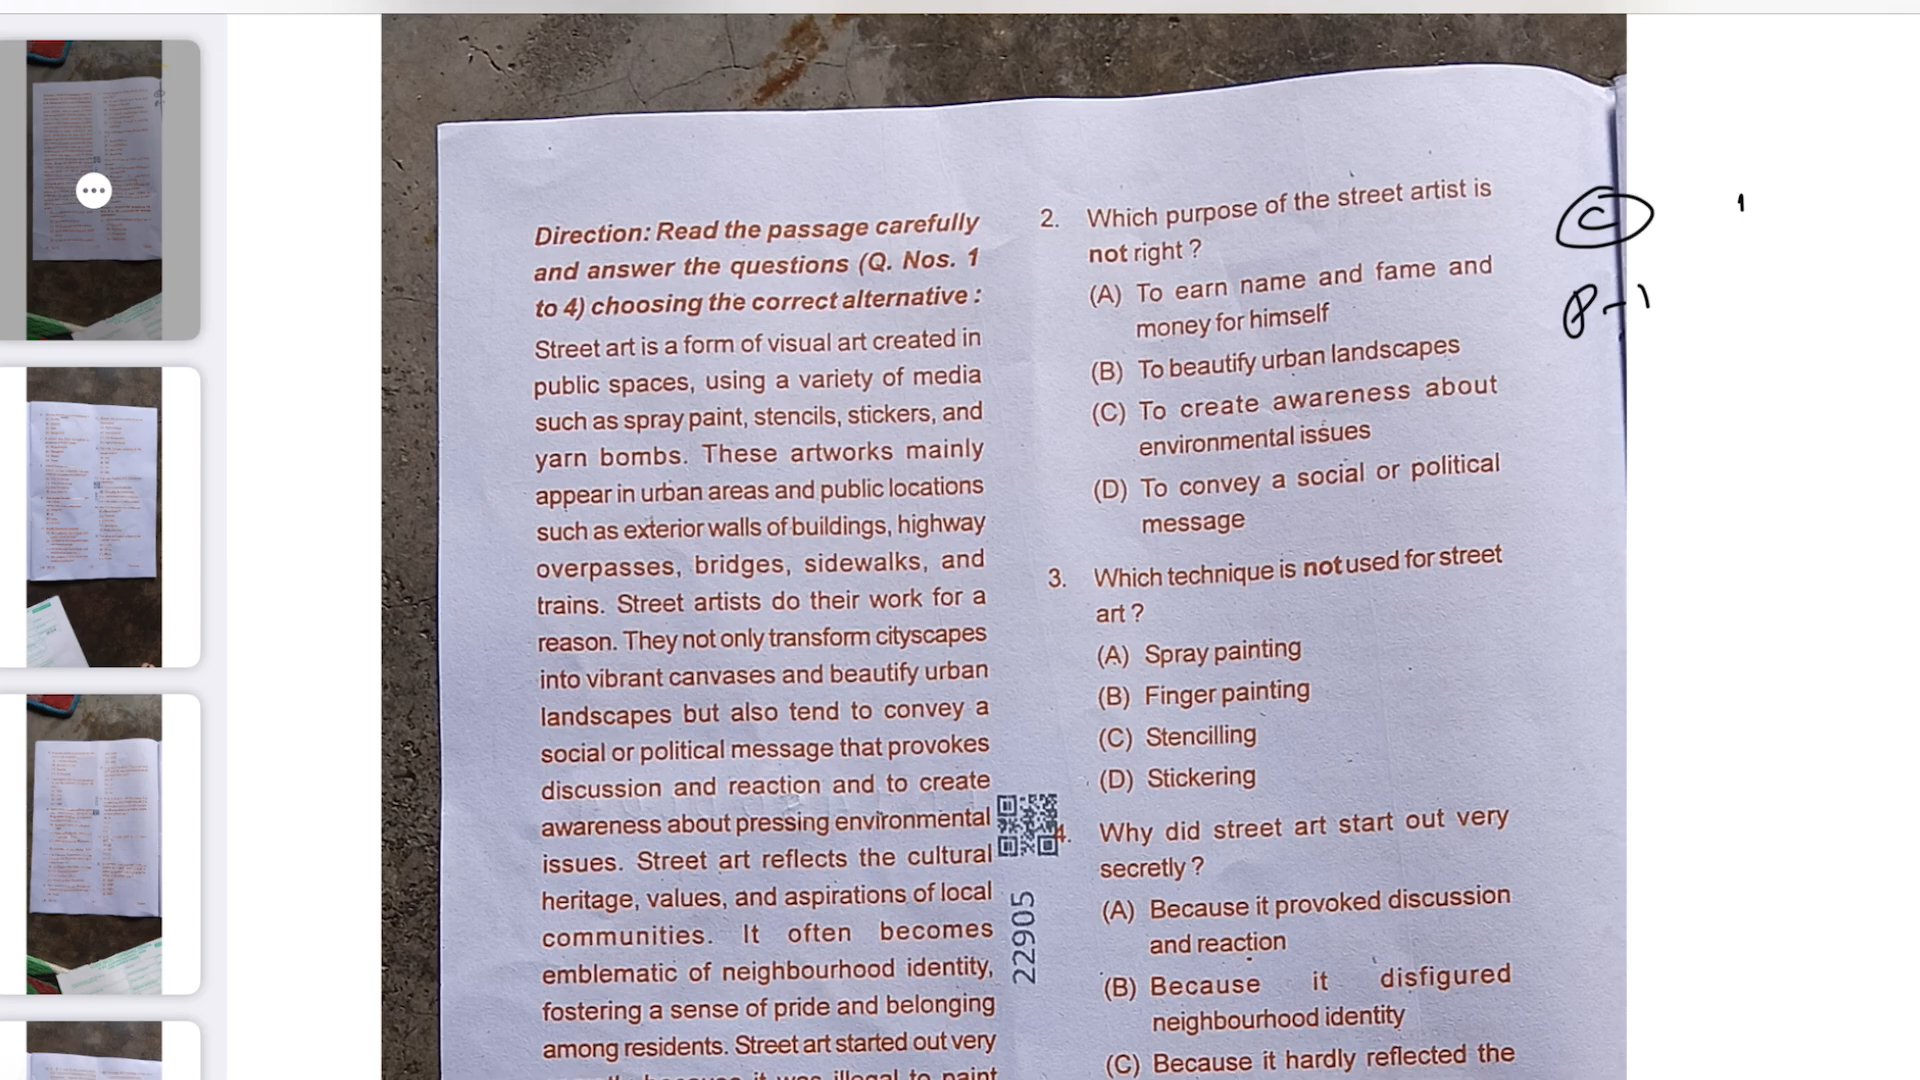 Direction: Read the passage carefully
and answer the questions (Q. Nos. 1
to 4) choosing the correct alternative :
Street art is a form of visual art created in
public spaces, using a variety of media
such as spray paint, stencils, stickers, and
yarn bombs. These artworks mainly
appear in urban areas and public locations
such as exterior walls of buildings, highway
overpasses, bridges, sidewalks, and
trains. Street artists do their work for a
reason. They not only transform cityscapes
into vibrant canvases and beautify urban
landscapes but also tend to convey a
social or political message that provokes
discussion and reaction and to create
awareness about pressing environmental
issues. Street art reflects the cultural
heritage, values, and aspirations of local
communities. It often becomes
emblematic of neighbourhood identity,
fostering a sense of pride and belonging
among residents. Street art started out very
because it was illegal to paint
22905
2. Which purpose of the street artist is
not right ?
(A) To earn name and fame and
money for himself
(B) To beautify urban landscapes
(C) To create awareness about
environmental issues
(D) To convey a social or political
message
3. Which technique is not used for street
art ?
(A) Spray painting
(B) Finger painting
(C) Stencilling
(D) Stickering
4. Why did street art start out very
secretly ?
(A) Because it provoked discussion
and reaction
(B) Because it disfigured
neighbourhood identity
(C) Because it hardly reflected the
C
P-1
1